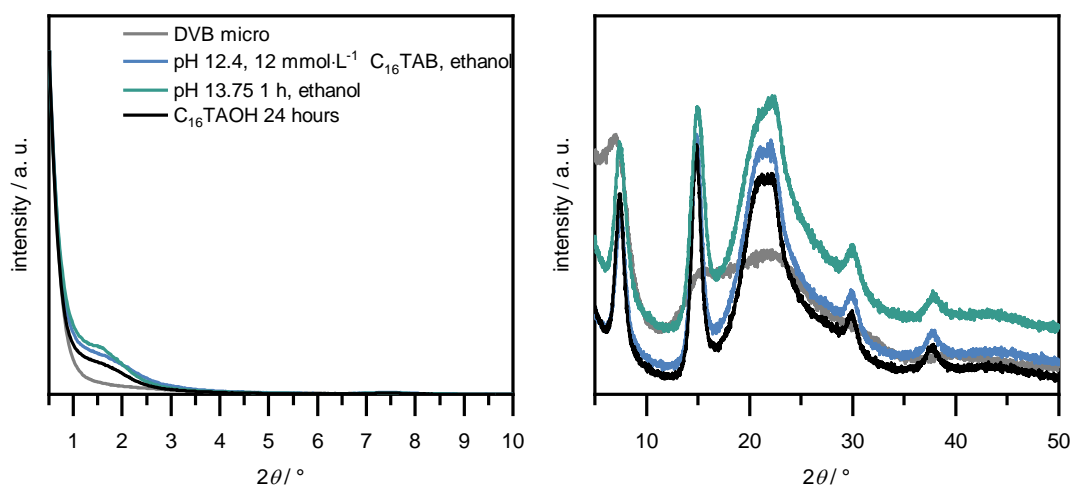 DVB micro
pH 12.4, 12 mmol·L⁻¹ C₁₆TAB, ethanol
pH 13.75 1 h, ethanol
C₁₆TAOH 24 hours
intensity / a. u.
1 2 3 4 5 6 7 8 9 10
2θ / °
intensity / a. u.
10 20 30 40 50
2θ / °